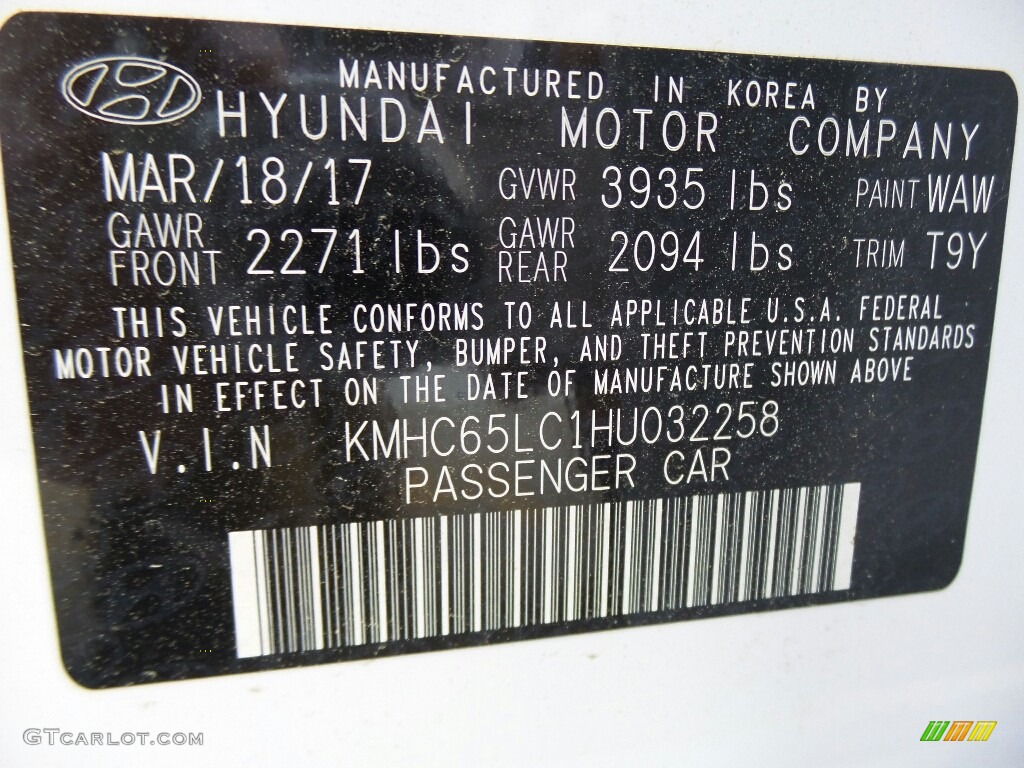 MANUFACTURED IN KOREA BY
HYUNDAI MOTOR COMPANY
MAR/18/17 GVWR 3935 lbs PAINT WAW
GAWR FRONT 2271 lbs GAWR REAR 2094 lbs TRIM T9Y
THIS VEHICLE CONFORMS TO ALL APPLICABLE U.S.A. FEDERAL
MOTOR VEHICLE SAFETY, BUMPER, AND THEFT PREVENTION STANDARDS
IN EFFECT ON THE DATE OF MANUFACTURE SHOWN ABOVE
V.I.N KMHC65LC1HU032258
PASSENGER CAR
GTCARLOT.COM